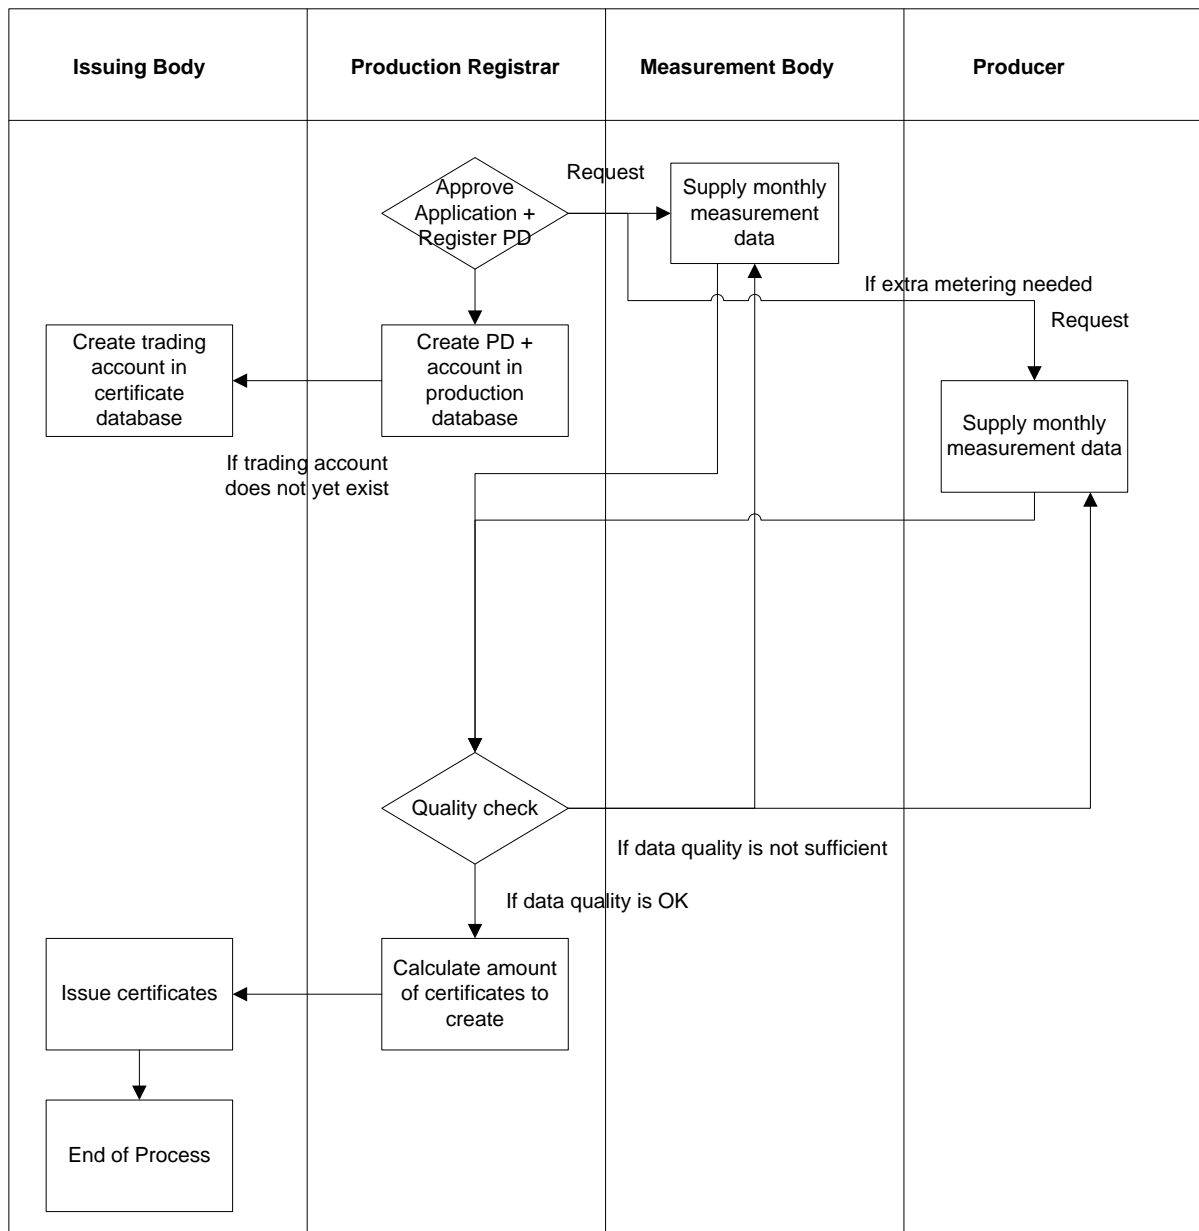 Issuing Body
Production Registrar
Measurement Body
Producer
Approve
Application +
Register PD
Request
Supply monthly
measurement
data
If extra metering needed
Request
Create trading
account in
certificate
database
Create PD +
account in
production
database
Supply monthly
measurement data
If trading account
does not yet exist
Quality check
If data quality is not sufficient
If data quality is OK
Issue certificates
Calculate amount
of certificates to
create
End of Process